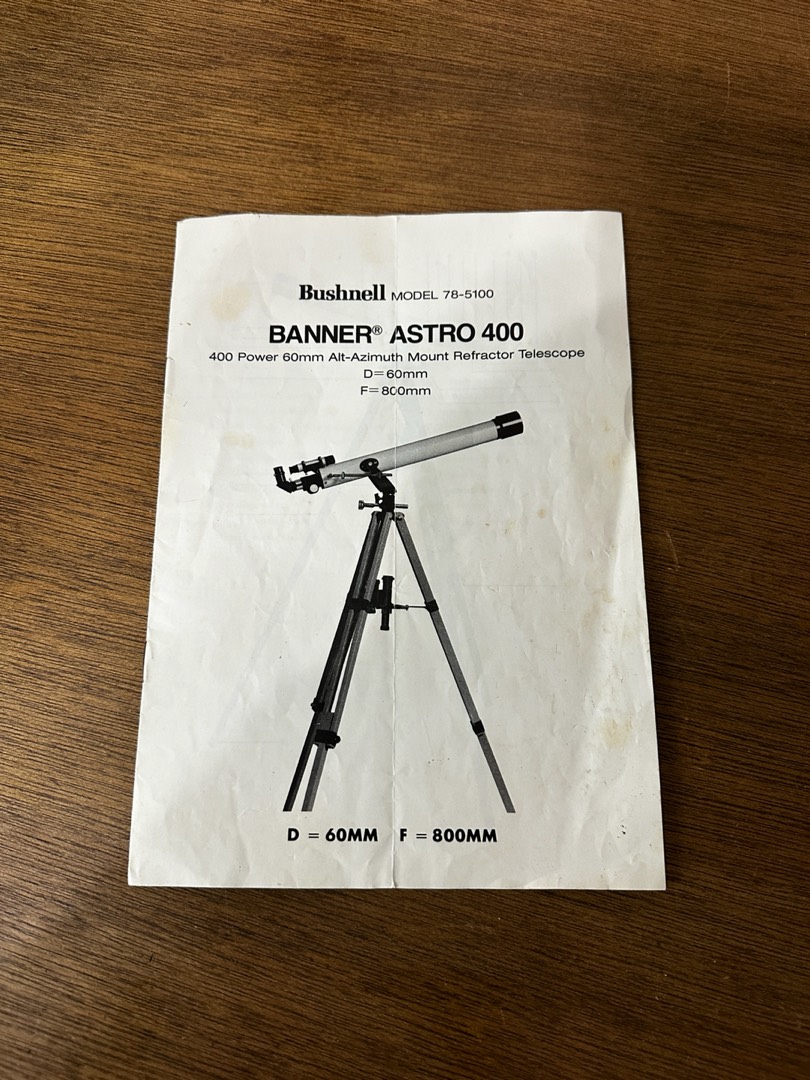 Bushnell MODEL 78-5100
BANNER® ASTRO 400
400 Power 60mm Alt-Azimuth Mount Refractor Telescope
D=60mm
F=800mm
D = 60MM F = 800MM